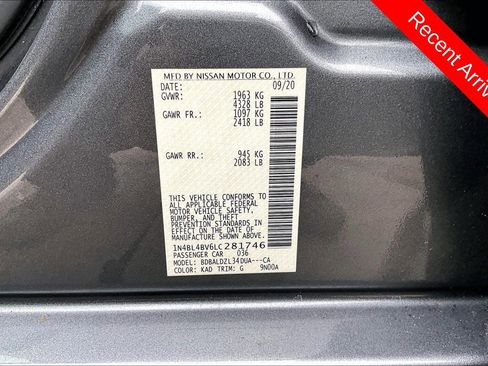 Recent Arriv
MFD BY NISSAN MOTOR CO., LTD.
DATE: 09/20
GVWR: 1963 KG
4328 LB
GAWR FR.: 1097 KG
2418 LB
GAWR RR.: 945 KG
2083 LB
THIS VEHICLE CONFORMS TO
ALL APPLICABLE FEDERAL
MOTOR VEHICLE SAFETY,
BUMPER, AND THEFT
PREVENTION STANDARDS IN
EFFECT ON THE DATE OF
MANUFACTURE SHOWN ABOVE.
1N4BL4BV6LC281746
PASSENGER CAR 036
MODEL: BDBALDZL34DUA---CA
COLOR: KAD TRIM: G 9N00A